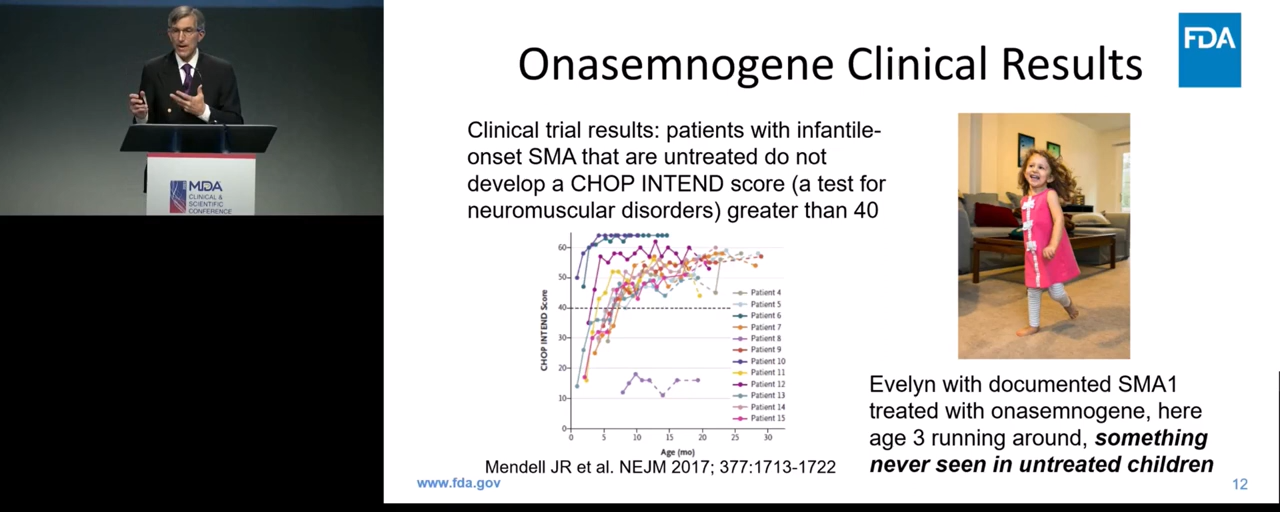 MDA
CLINICAL &
SCIENTIFIC
CONFERENCE
FDA
Onasemnogene Clinical Results
Clinical trial results: patients with infantile-
onset SMA that are untreated do not
develop a CHOP INTEND score (a test for
neuromuscular disorders) greater than 40
CHOP INTEND Score
60
50
40
30
20
10
0
Patient 4
Patient 5
Patient 6
Patient 7
Patient 8
Patient 9
Patient 10
Patient 11
Patient 12
Patient 13
Patient 14
Patient 15
0 5 10 15 20 25 30
Age (mo)
Mendell JR et al. NEJM 2017; 377:1713-1722
Evelyn with documented SMA1
treated with onasemnogene, here
age 3 running around, something
never seen in untreated children
www.fda.gov
12